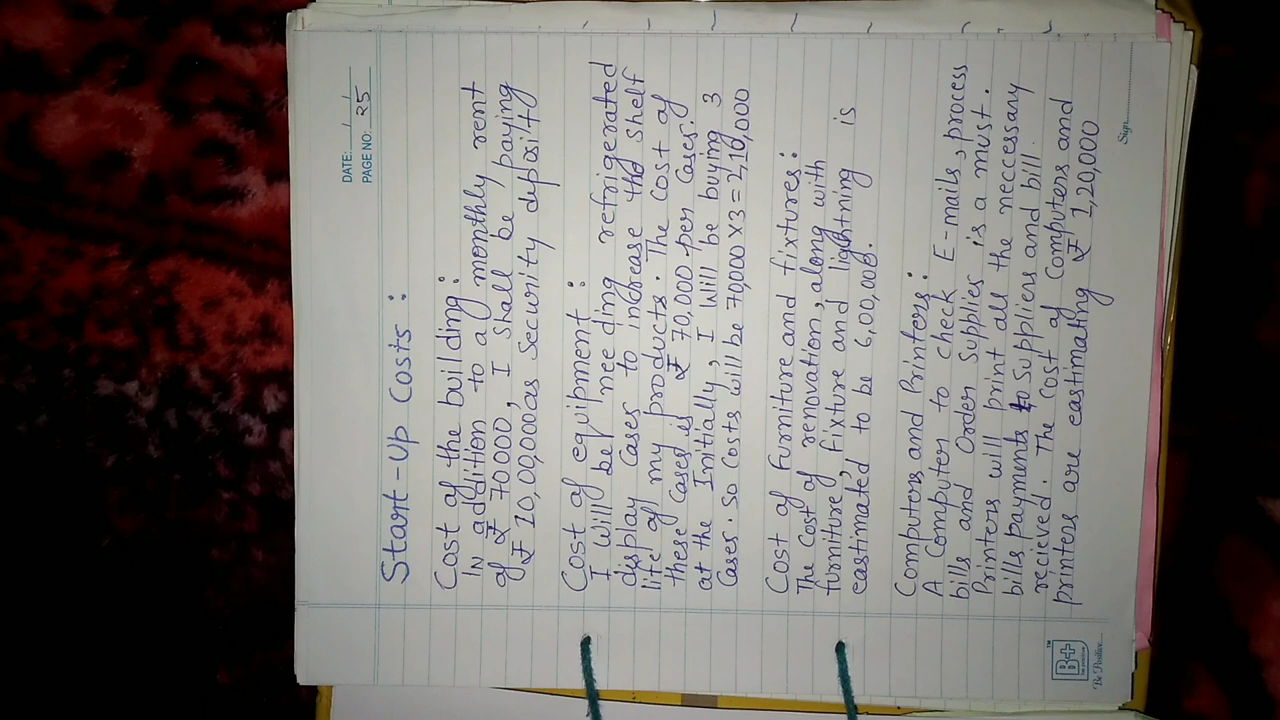 DATE: / /
PAGE NO: 25
Start-Up Costs :
Cost of the building :
In addition to a monthly rent
of ₹ 70000, I shall be paying
₹ 10,00,000 as security deposit
Cost of equipment :
I will be needing refrigerated
display cases to increase the shelf
life of my products. The cost of
these cases is ₹ 70,000 per cases.
at the Initially, I will be buying 3
cases. So costs will be 70,000 x 3 = 2,10,000
Cost of furniture and fixtures :
The cost of renovation, along with
furniture, fixture and lightning is
eastimated to be 6,00,000.
Computers and Printers :
A Computer to check E-mails, process
bills and Order Supplies is a must.
Printers will print all the neccessary
bills payments to Suppliers and bill
recieved. The cost of Computers and
printers are eastimating ₹ 1,20,000
Sign.
B+
Be Positive